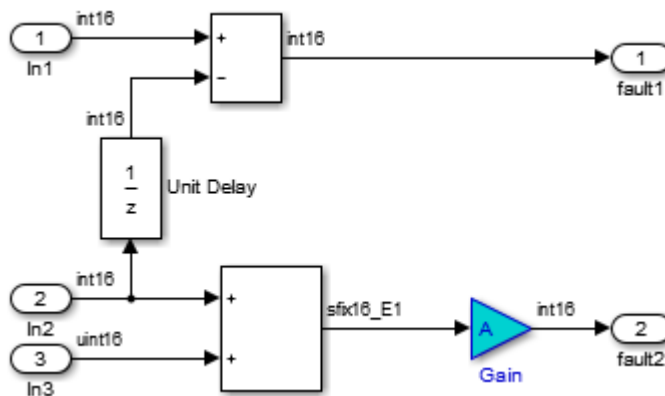 int16
1
In1
+
−
int16
1
fault1
int16
1
z
Unit Delay
int16
2
In2
uint16
3
In3
+
+
sfix16_E1
A
Gain
int16
2
fault2